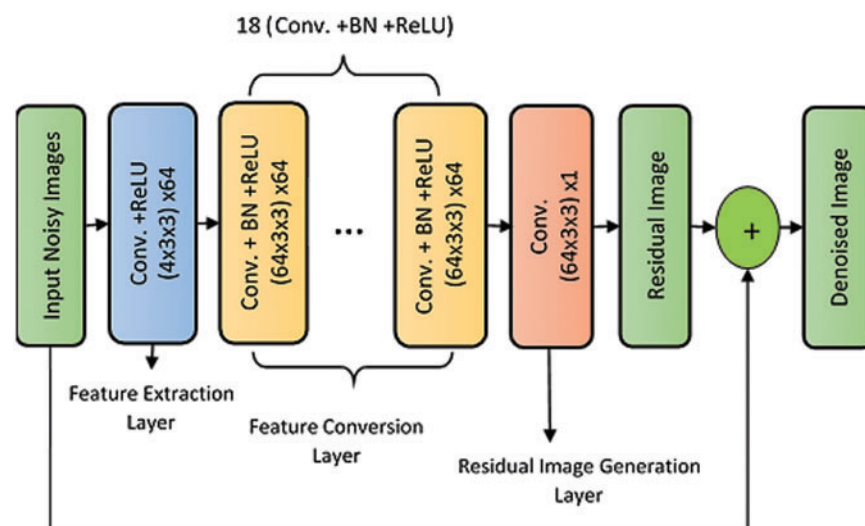 18 (Conv. +BN +ReLU)
Input Noisy Images
Conv. +ReLU
(4x3x3) x64
Conv. + BN +ReLU
(64x3x3) x64
...
Conv. + BN +ReLU
(64x3x3) x64
Conv.
(64x3x3) x1
Residual Image
+
Denoised Image
Feature Extraction
Layer
Feature Conversion
Layer
Residual Image Generation
Layer